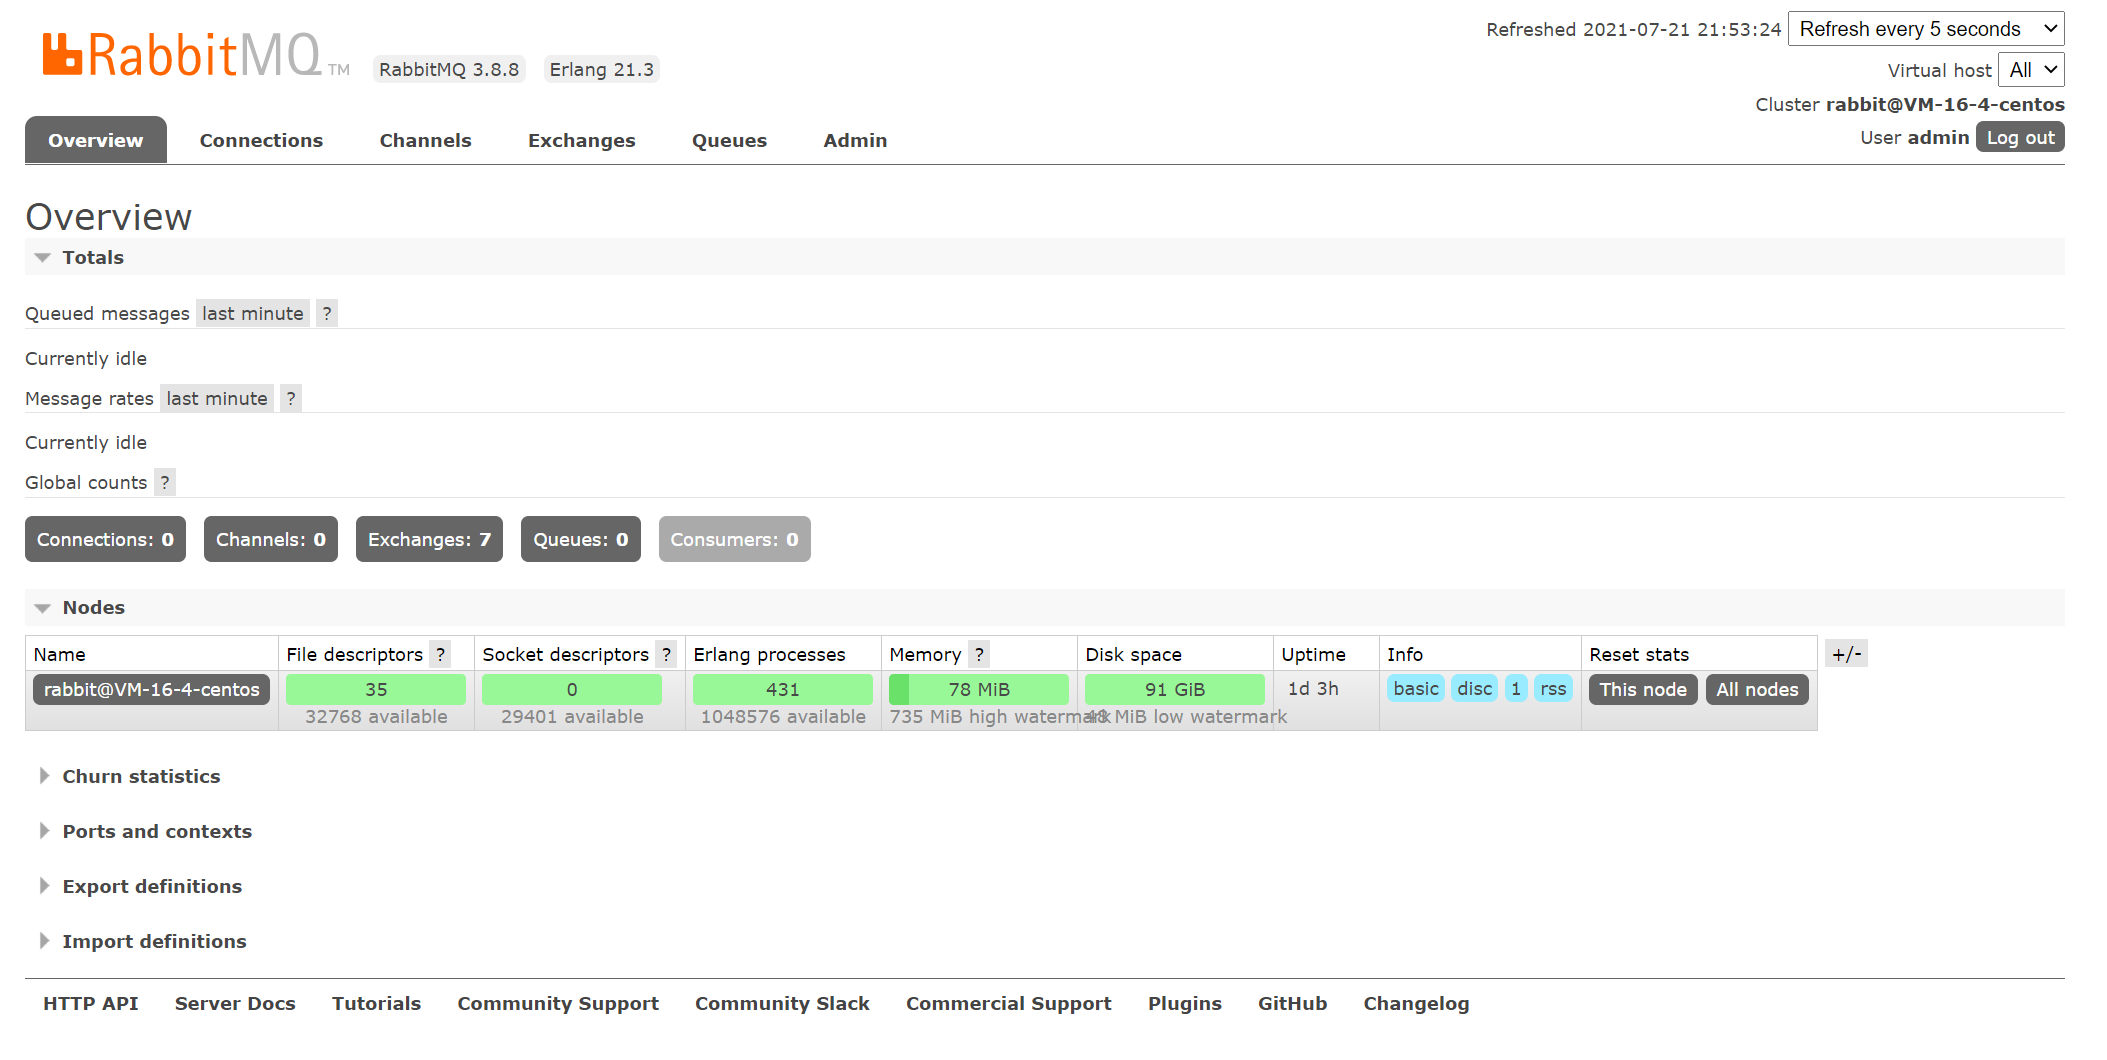 RabbitMQ TM RabbitMQ 3.8.8 Erlang 21.3
Refreshed 2021-07-21 21:53:24 Refresh every 5 seconds
Virtual host All
Cluster rabbit@VM-16-4-centos
User admin Log out
Overview Connections Channels Exchanges Queues Admin
Overview
Totals
Queued messages last minute ?
Currently idle
Message rates last minute ?
Currently idle
Global counts ?
Connections: 0 Channels: 0 Exchanges: 7 Queues: 0 Consumers: 0
Nodes
Name File descriptors ? Socket descriptors ? Erlang processes Memory ? Disk space Uptime Info Reset stats +/-
rabbit@VM-16-4-centos 35 0 431 78 MiB 91 GiB 1d 3h basic disc 1 rss This node All nodes
32768 available 29401 available 1048576 available 735 MiB high watermark 48 MiB low watermark
Churn statistics
Ports and contexts
Export definitions
Import definitions
HTTP API Server Docs Tutorials Community Support Community Slack Commercial Support Plugins GitHub Changelog